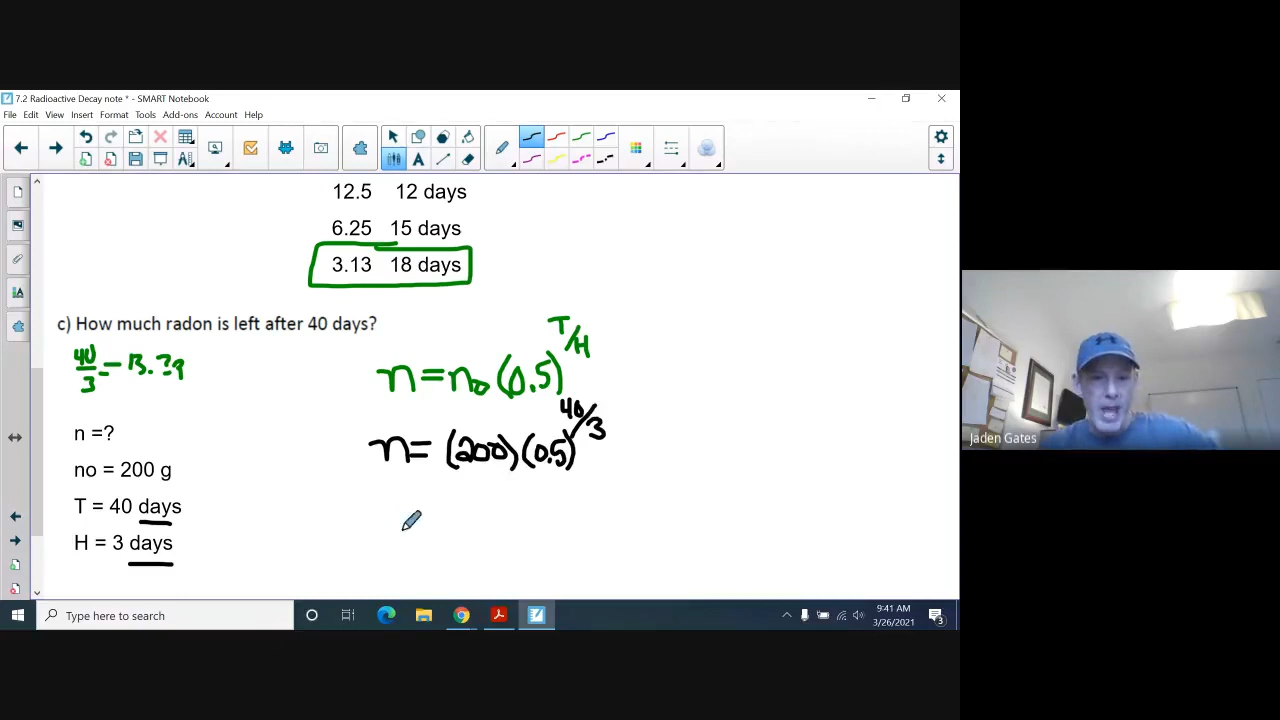 7.2 Radioactive Decay note * - SMART Notebook
File Edit View Insert Format Tools Add-ons Account Help
12.5 12 days
6.25 15 days
3.13 18 days
c) How much radon is left after 40 days?
40/3 = 13.33
n = no (0.5)^T/H
n = (200)(0.5)^40/3
n =?
no = 200 g
T = 40 days
H = 3 days
Jaden Gates
Type here to search
9:41 AM
3/26/2021
3